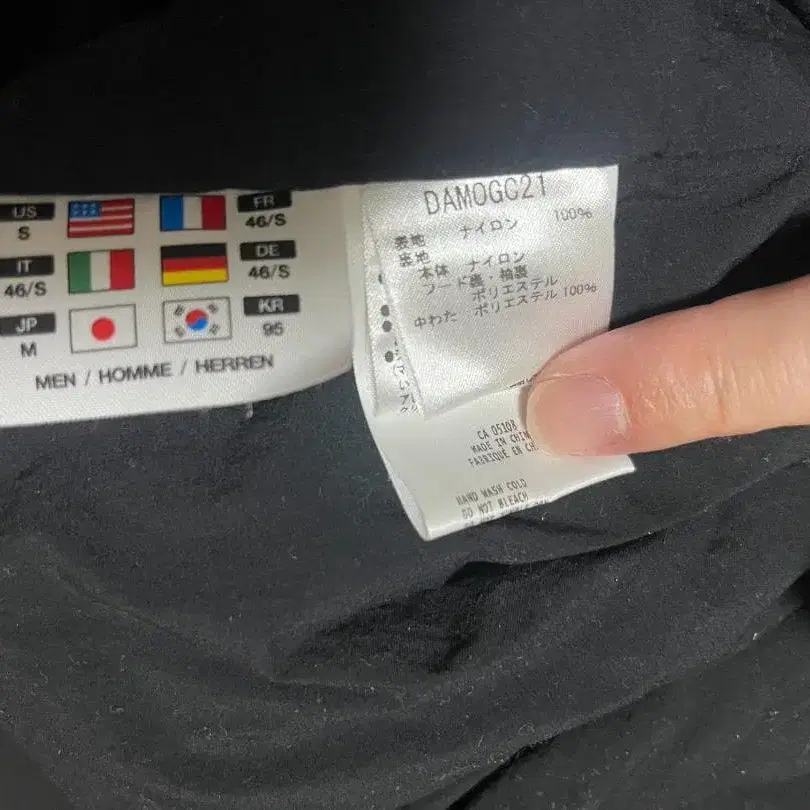 US
S
FR
46/S
IT
46/S
DE
46/S
JP
M
KR
95
MEN / HOMME / HERREN
DAMOGC21
表地 ナイロン 100%
裏地
本体 ナイロン
フード裏・袖裏
ポリエステル
中わた ポリエステル 100%
CA 05108
MADE IN CHIN
FABRIQUE EN CH
HAND WASH COLD
DO NOT BLEACH